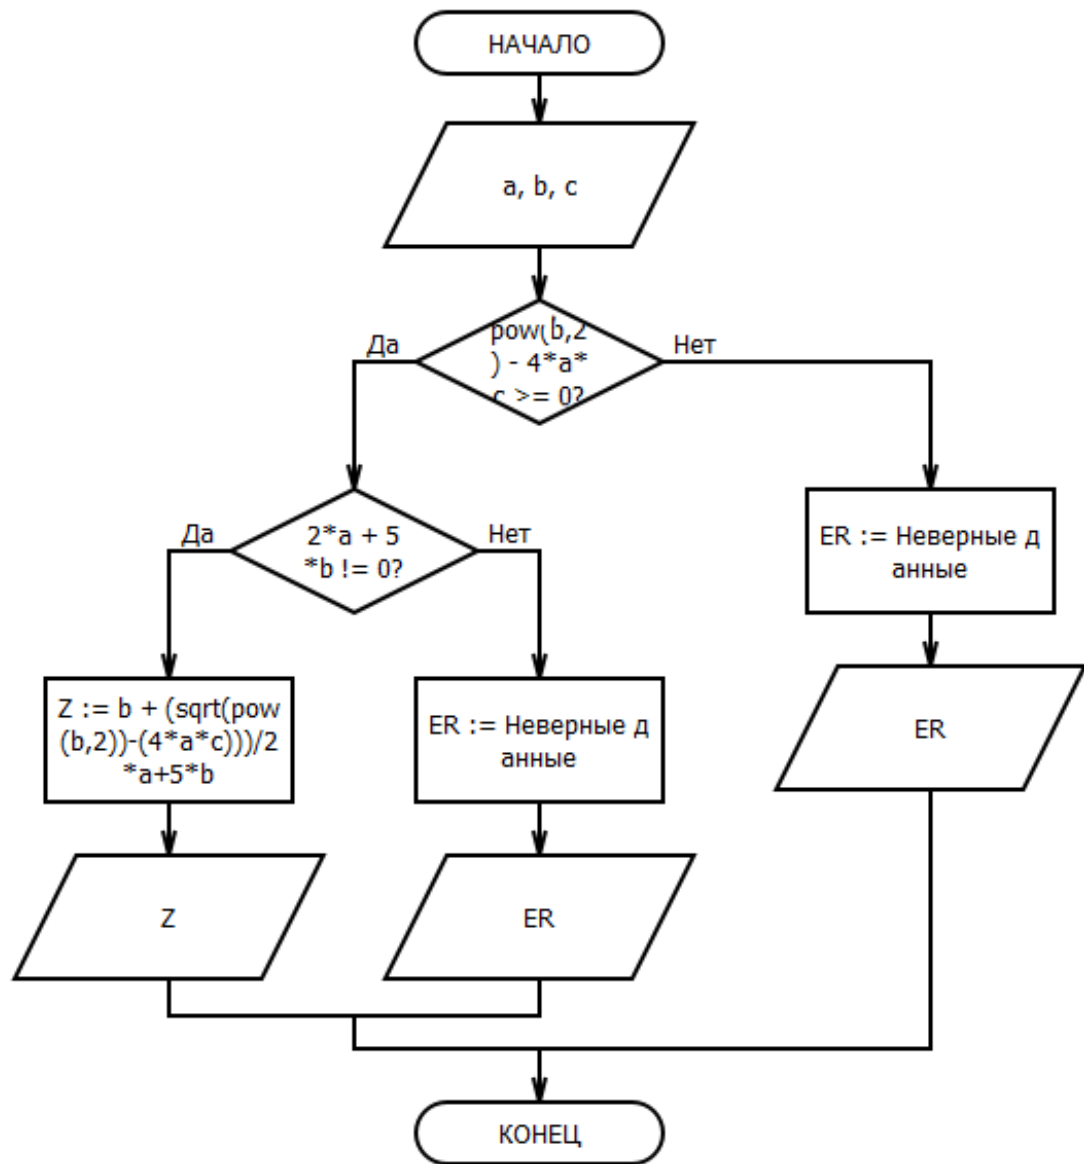 НАЧАЛО
a, b, c
pow(b,2
) - 4*a*
c >= 0?
Да
Нет
2*a + 5
*b != 0?
Да
Нет
ER := Неверные д
анные
Z := b + (sqrt(pow
(b,2))-(4*a*c)))/2
*a+5*b
ER := Неверные д
анные
ER
Z
ER
КОНЕЦ